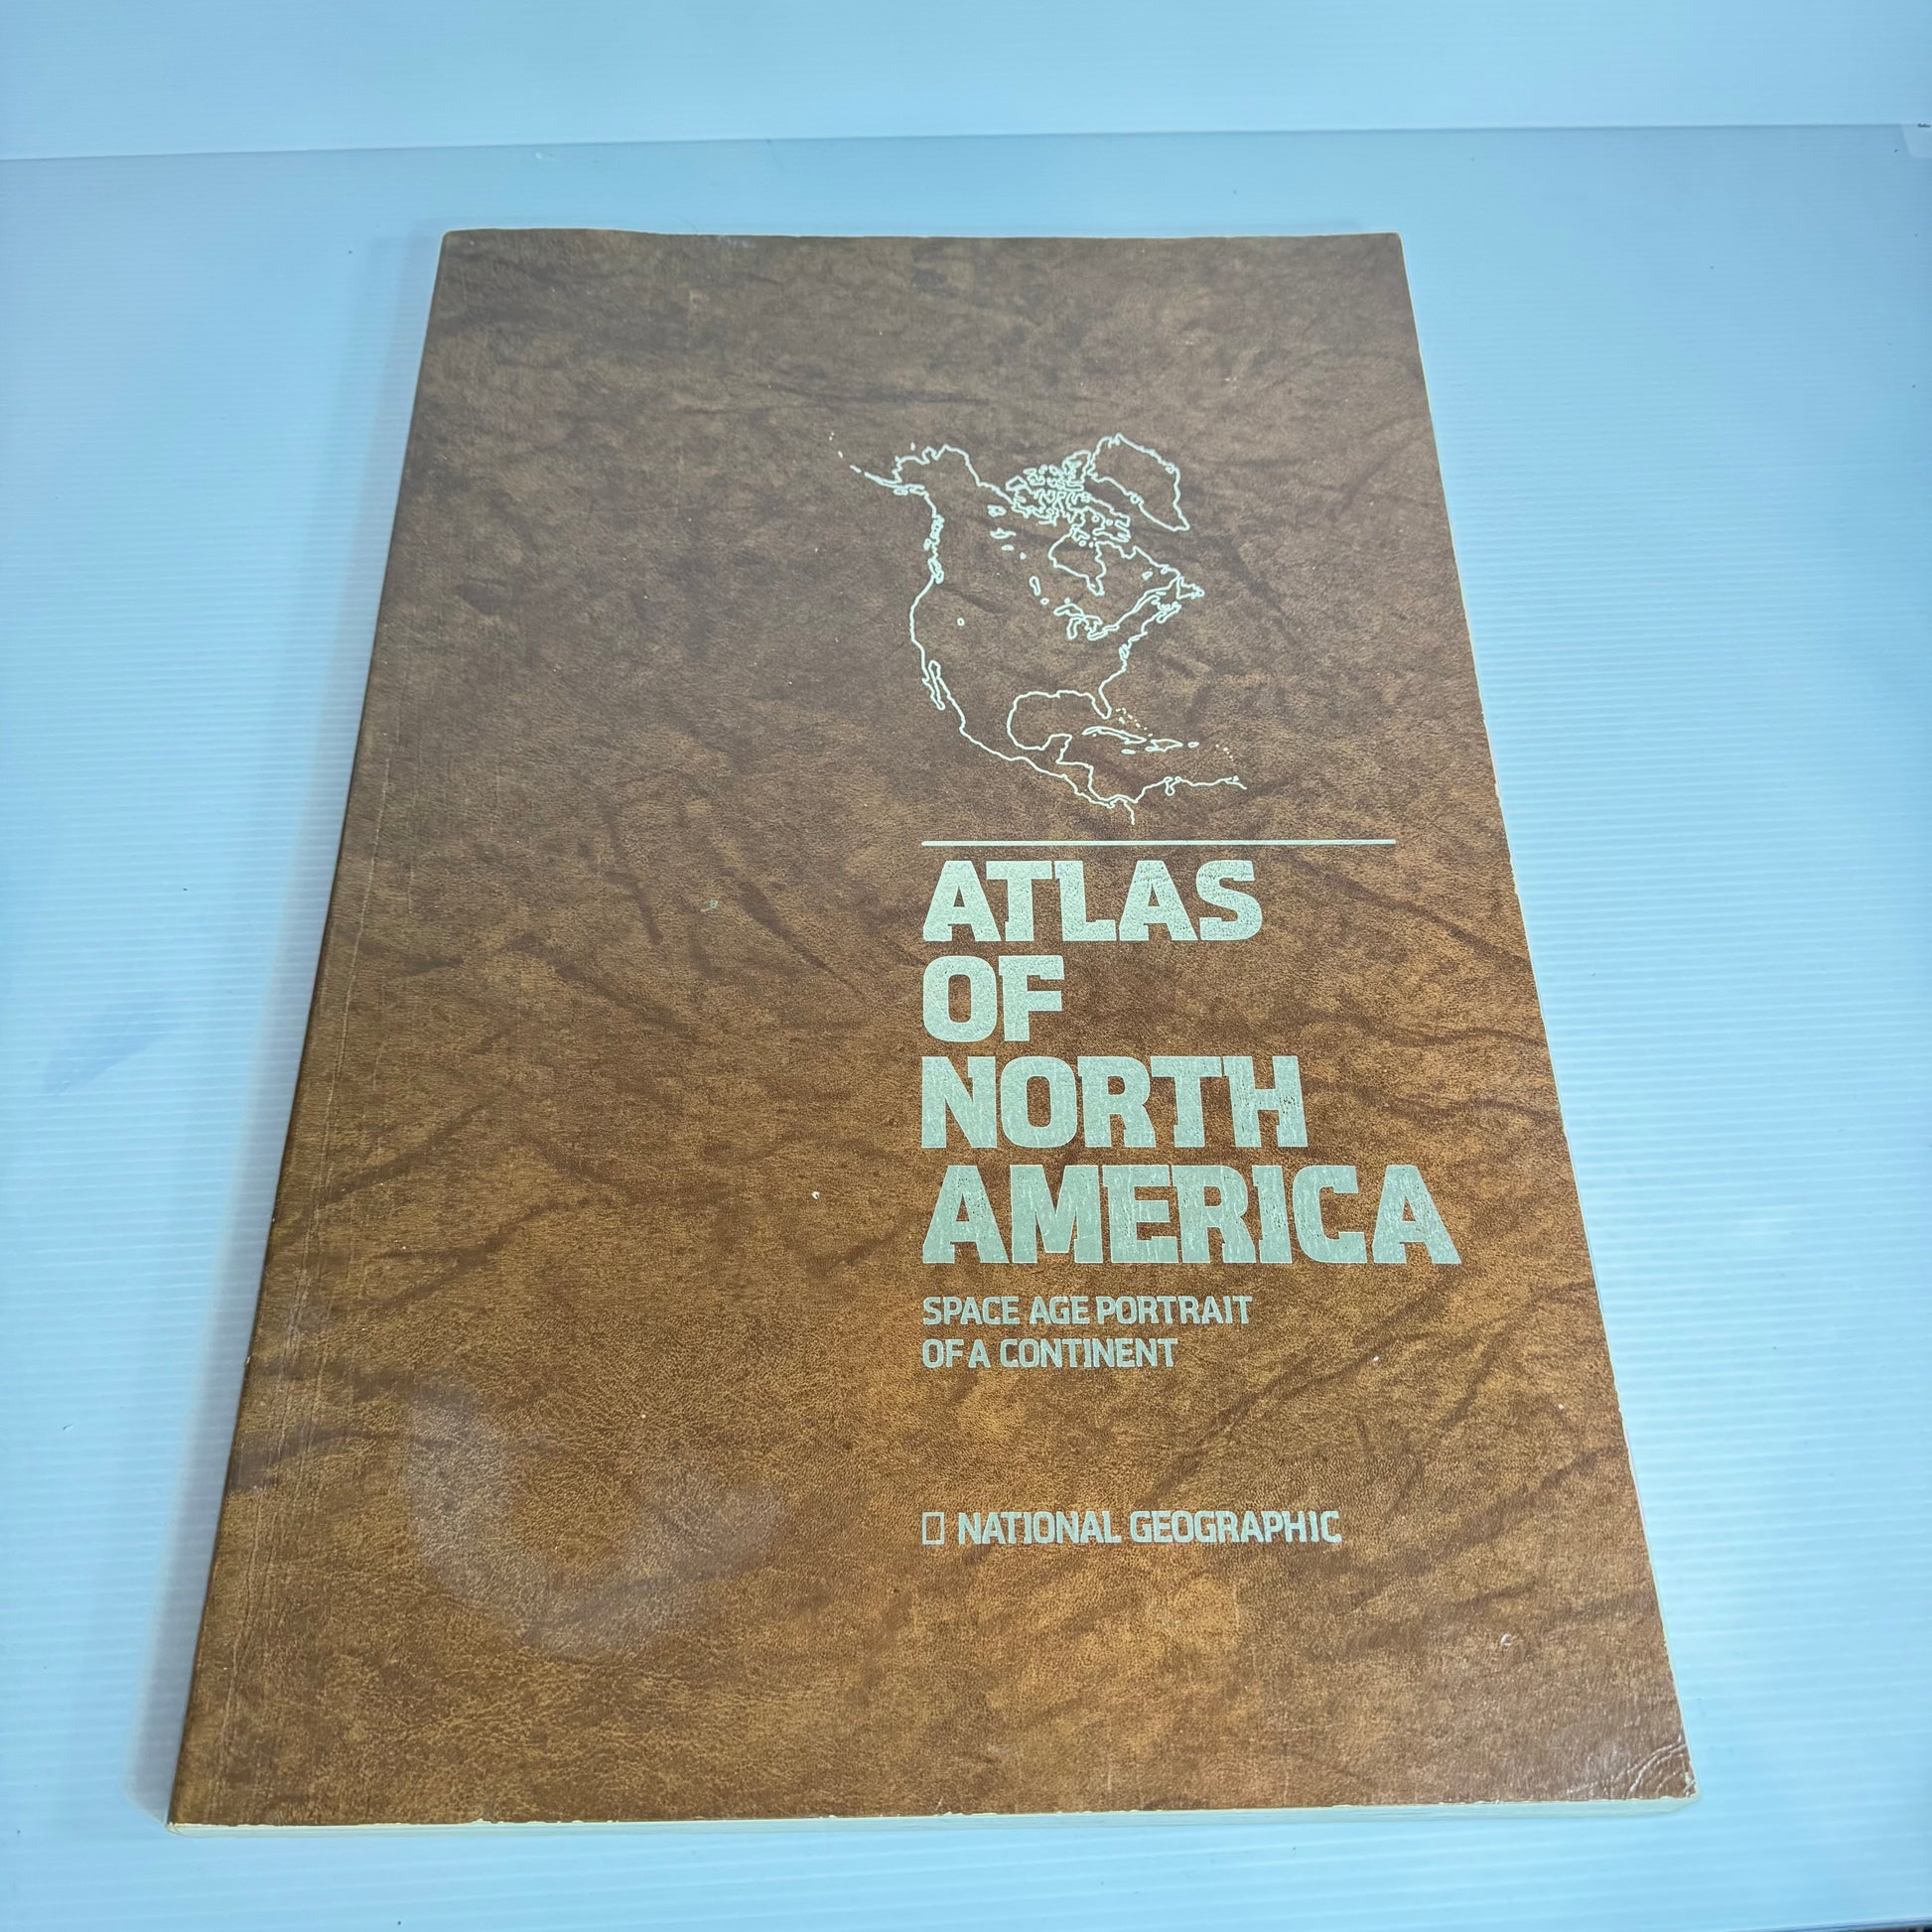 ATLAS
OF
NORTH
AMERICA
SPACE AGE PORTRAIT
OF A CONTINENT
NATIONAL GEOGRAPHIC